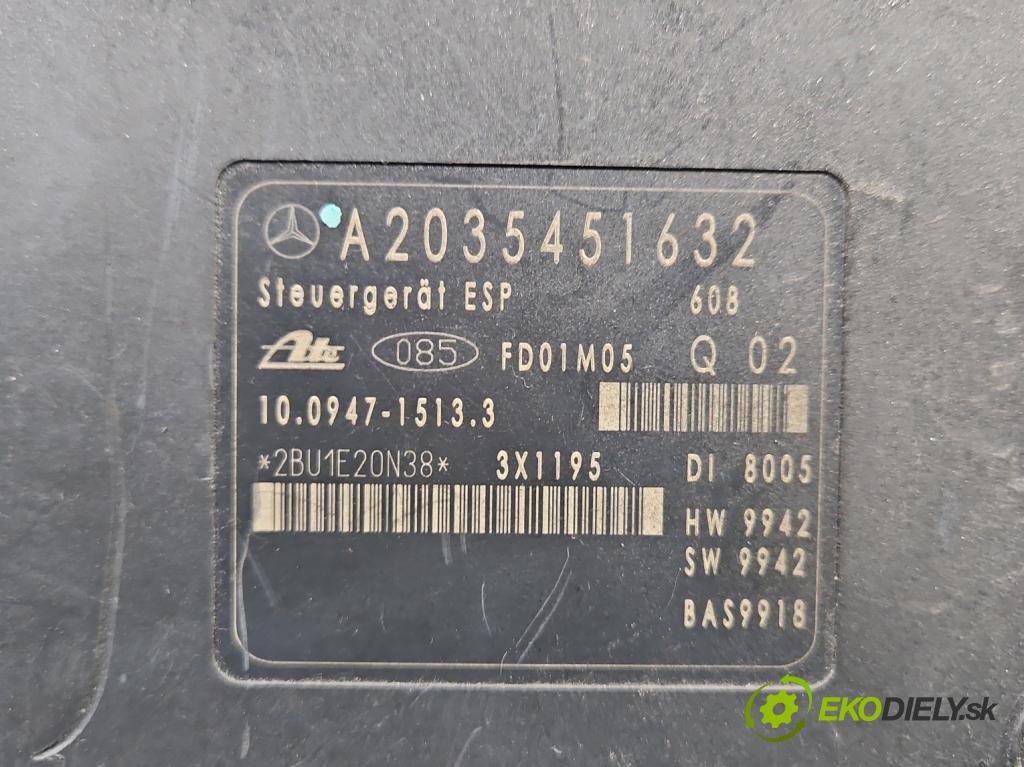 A2035451632
Steuergerät ESP 608
Ate 085 FD01M05 Q 02
10.0947-1513.3
*2BU1E20N38* 3X1195 DI 8005
HW 9942
SW 9942
BAS9918
EKODIELY.sk